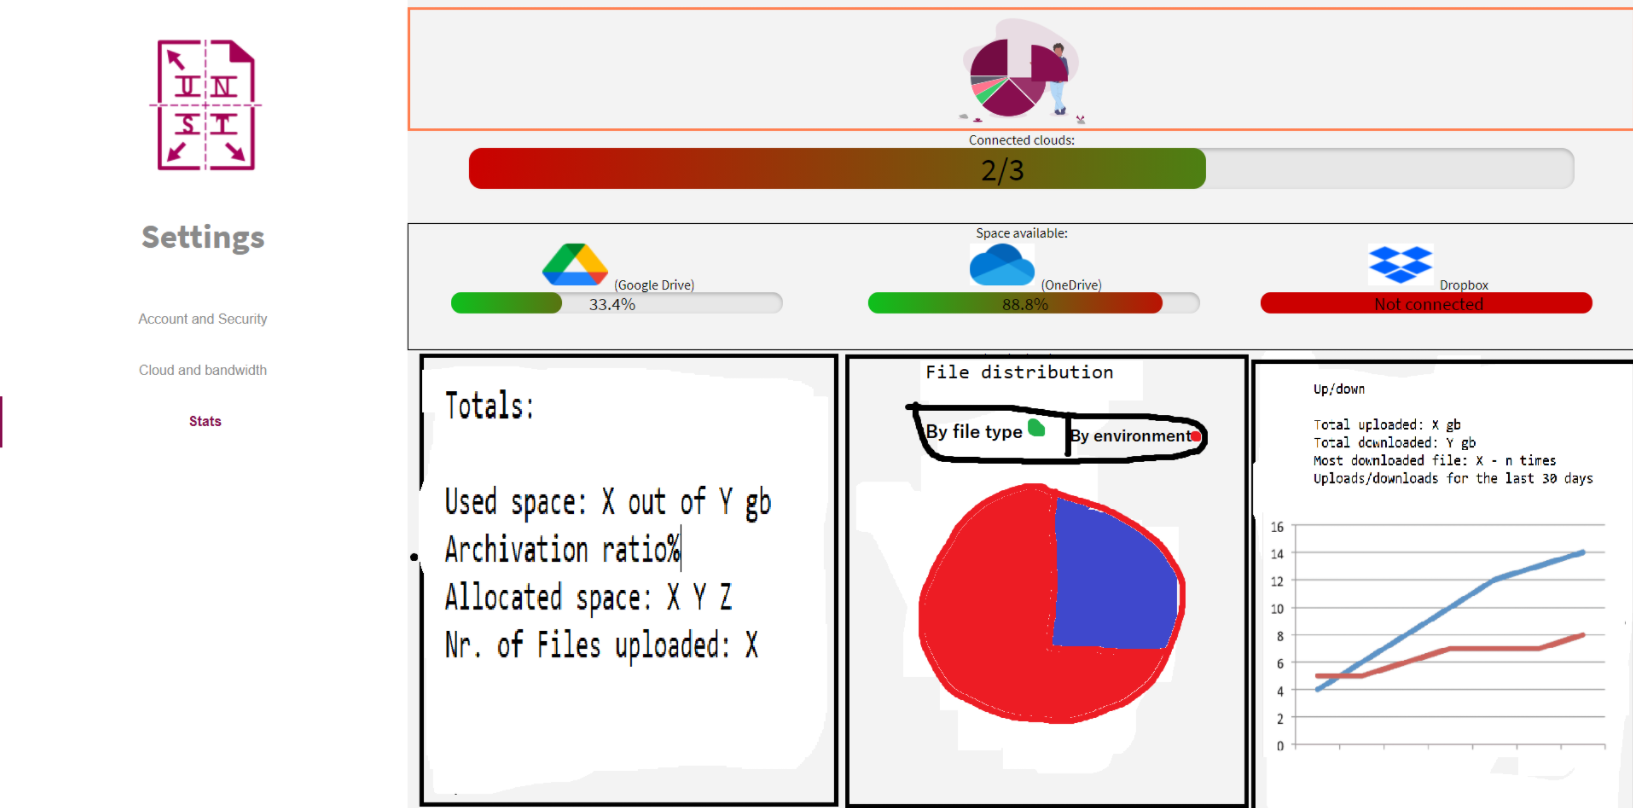 U N
S T
Settings
Account and Security
Cloud and bandwidth
Stats
Connected clouds:
2/3
Space available:
(Google Drive)
33.4%
(OneDrive)
88.8%
Dropbox
Not connected
Totals:
Used space: X out of Y gb
Archivation ratio%
Allocated space: X Y Z
Nr. of Files uploaded: X
File distribution
By file type
By environment
Up/down
Total uploaded: X gb
Total downloaded: Y gb
Most downloaded file: X - n times
Uploads/downloads for the last 30 days
16
14
12
10
8
6
4
2
0